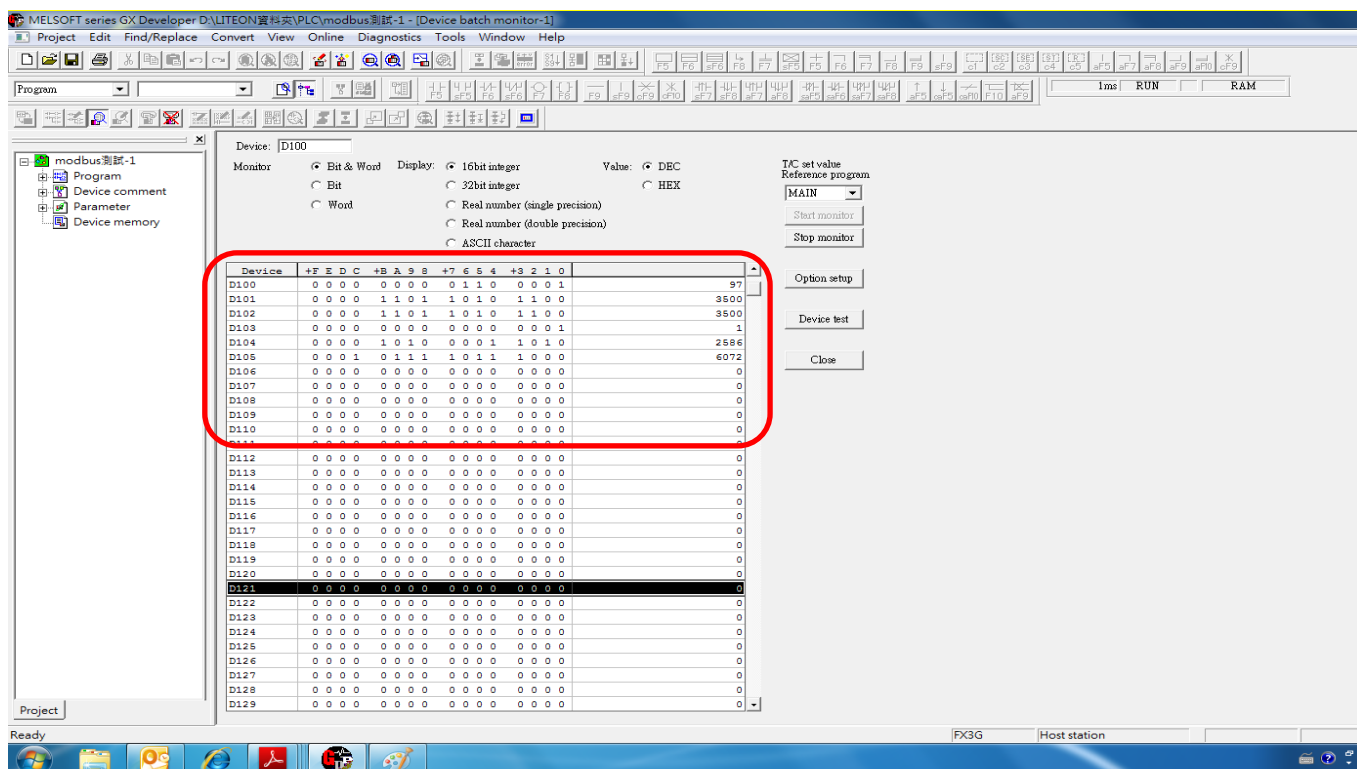 MELSOFT series GX Developer D:\LITEON資料夾\PLC\modbus測試-1 - [Device batch monitor-1]
Project Edit Find/Replace Convert View Online Diagnostics Tools Window Help
Program
1ms RUN RAM
modbus測試-1
Program
Device comment
Parameter
Device memory
Project
Device: D100
Monitor Bit & Word Display: 16bit integer Value: DEC
Bit 32bit integer HEX
Word Real number (single precision)
Real number (double precision)
ASCII character
T/C set value
Reference program
MAIN
Start monitor
Stop monitor
Option setup
Device test
Close
Device +F E D C +B A 9 8 +7 6 5 4 +3 2 1 0
D100 0 0 0 0 0 0 0 0 0 1 1 0 0 0 0 1 97
D101 0 0 0 0 1 1 0 1 1 0 1 0 1 1 0 0 3500
D102 0 0 0 0 1 1 0 1 1 0 1 0 1 1 0 0 3500
D103 0 0 0 0 0 0 0 0 0 0 0 0 0 0 0 1 1
D104 0 0 0 0 1 0 1 0 0 0 0 1 1 0 1 0 2586
D105 0 0 0 1 0 1 1 1 1 0 1 1 1 0 0 0 6072
D106 0 0 0 0 0 0 0 0 0 0 0 0 0 0 0 0 0
D107 0 0 0 0 0 0 0 0 0 0 0 0 0 0 0 0 0
D108 0 0 0 0 0 0 0 0 0 0 0 0 0 0 0 0 0
D109 0 0 0 0 0 0 0 0 0 0 0 0 0 0 0 0 0
D110 0 0 0 0 0 0 0 0 0 0 0 0 0 0 0 0 0
D111 0 0 0 0 0 0 0 0 0 0 0 0 0 0 0 0 0
D112 0 0 0 0 0 0 0 0 0 0 0 0 0 0 0 0 0
D113 0 0 0 0 0 0 0 0 0 0 0 0 0 0 0 0 0
D114 0 0 0 0 0 0 0 0 0 0 0 0 0 0 0 0 0
D115 0 0 0 0 0 0 0 0 0 0 0 0 0 0 0 0 0
D116 0 0 0 0 0 0 0 0 0 0 0 0 0 0 0 0 0
D117 0 0 0 0 0 0 0 0 0 0 0 0 0 0 0 0 0
D118 0 0 0 0 0 0 0 0 0 0 0 0 0 0 0 0 0
D119 0 0 0 0 0 0 0 0 0 0 0 0 0 0 0 0 0
D120 0 0 0 0 0 0 0 0 0 0 0 0 0 0 0 0 0
D121 0 0 0 0 0 0 0 0 0 0 0 0 0 0 0 0 0
D122 0 0 0 0 0 0 0 0 0 0 0 0 0 0 0 0 0
D123 0 0 0 0 0 0 0 0 0 0 0 0 0 0 0 0 0
D124 0 0 0 0 0 0 0 0 0 0 0 0 0 0 0 0 0
D125 0 0 0 0 0 0 0 0 0 0 0 0 0 0 0 0 0
D126 0 0 0 0 0 0 0 0 0 0 0 0 0 0 0 0 0
D127 0 0 0 0 0 0 0 0 0 0 0 0 0 0 0 0 0
D128 0 0 0 0 0 0 0 0 0 0 0 0 0 0 0 0 0
D129 0 0 0 0 0 0 0 0 0 0 0 0 0 0 0 0 0
Ready FX3G Host station